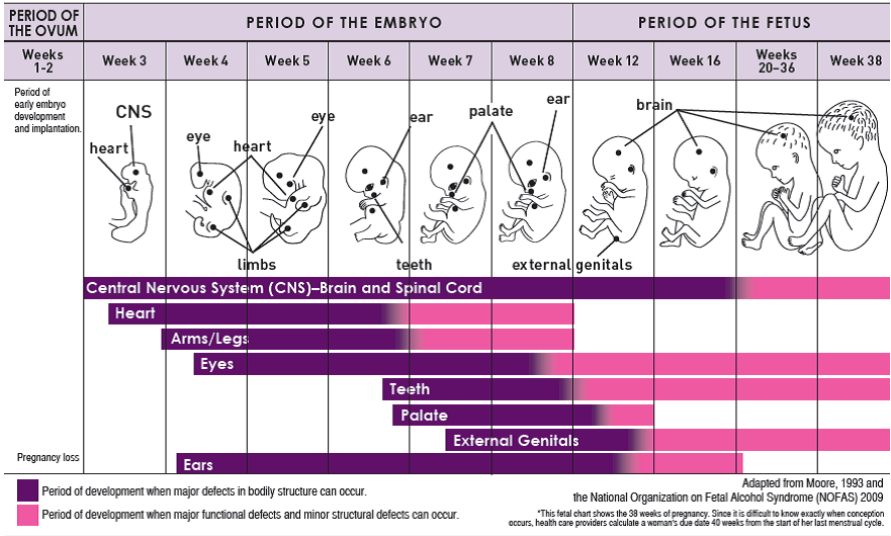 PERIOD OF THE OVUM
PERIOD OF THE EMBRYO
PERIOD OF THE FETUS
Weeks 1-2
Week 3
Week 4
Week 5
Week 6
Week 7
Week 8
Week 12
Week 16
Weeks 20–36
Week 38
Period of
early embryo
development
and implantation.
CNS
heart
eye
heart
eye
limbs
ear
teeth
palate
ear
external genitals
brain
Central Nervous System (CNS)–Brain and Spinal Cord
Heart
Arms/Legs
Eyes
Teeth
Palate
External Genitals
Pregnancy loss
Ears
Period of development when major defects in bodily structure can occur.
Period of development when major functional defects and minor structural defects can occur.
Adapted from Moore, 1993 and
the National Organization on Fetal Alcohol Syndrome (NOFAS) 2009
*This fetal chart shows the 38 weeks of pregnancy. Since it is difficult to know exactly when conception
occurs, health care providers calculate a woman's due date 40 weeks from the start of her last menstrual cycle.